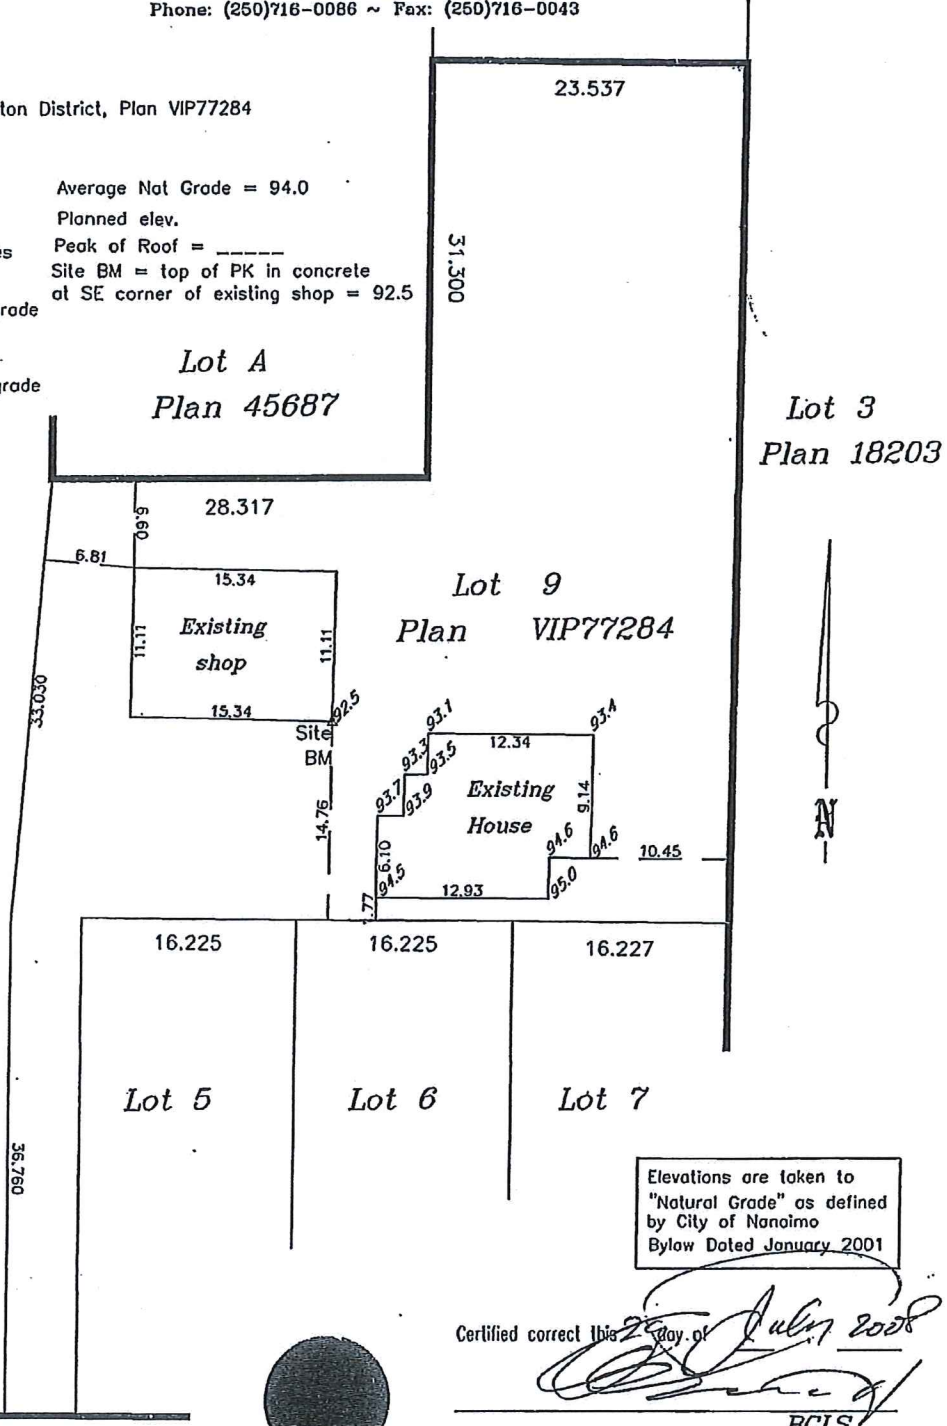 Phone: (250)716-0086 ~ Fax: (250)716-0043
23.537
ton District, Plan VIP77284
Average Nat Grade = 94.0
Planned elev.
Peak of Roof = _____
Site BM = top of PK in concrete
at SE corner of existing shop = 92.5
es
rade
grade
31.300
Lot A
Plan 45687
Lot 3
Plan 18203
28.317
6.60
6.81
15.34
Existing
shop
11.11
11.11
15.34
92.5
Site
BM
33.030
Lot 9
Plan VIP77284
93.1
93.4
12.34
93.3
93.5
93.7
93.9
Existing
House
9.14
94.6
94.6
10.45
14.76
6.10
94.5
12.93
95.0
.77
N
16.225
16.225
16.227
Lot 5
Lot 6
Lot 7
36.760
Elevations are taken to
"Natural Grade" as defined
by City of Nanaimo
Bylaw Dated January 2001
Certified correct this day of July 2008
BCLS